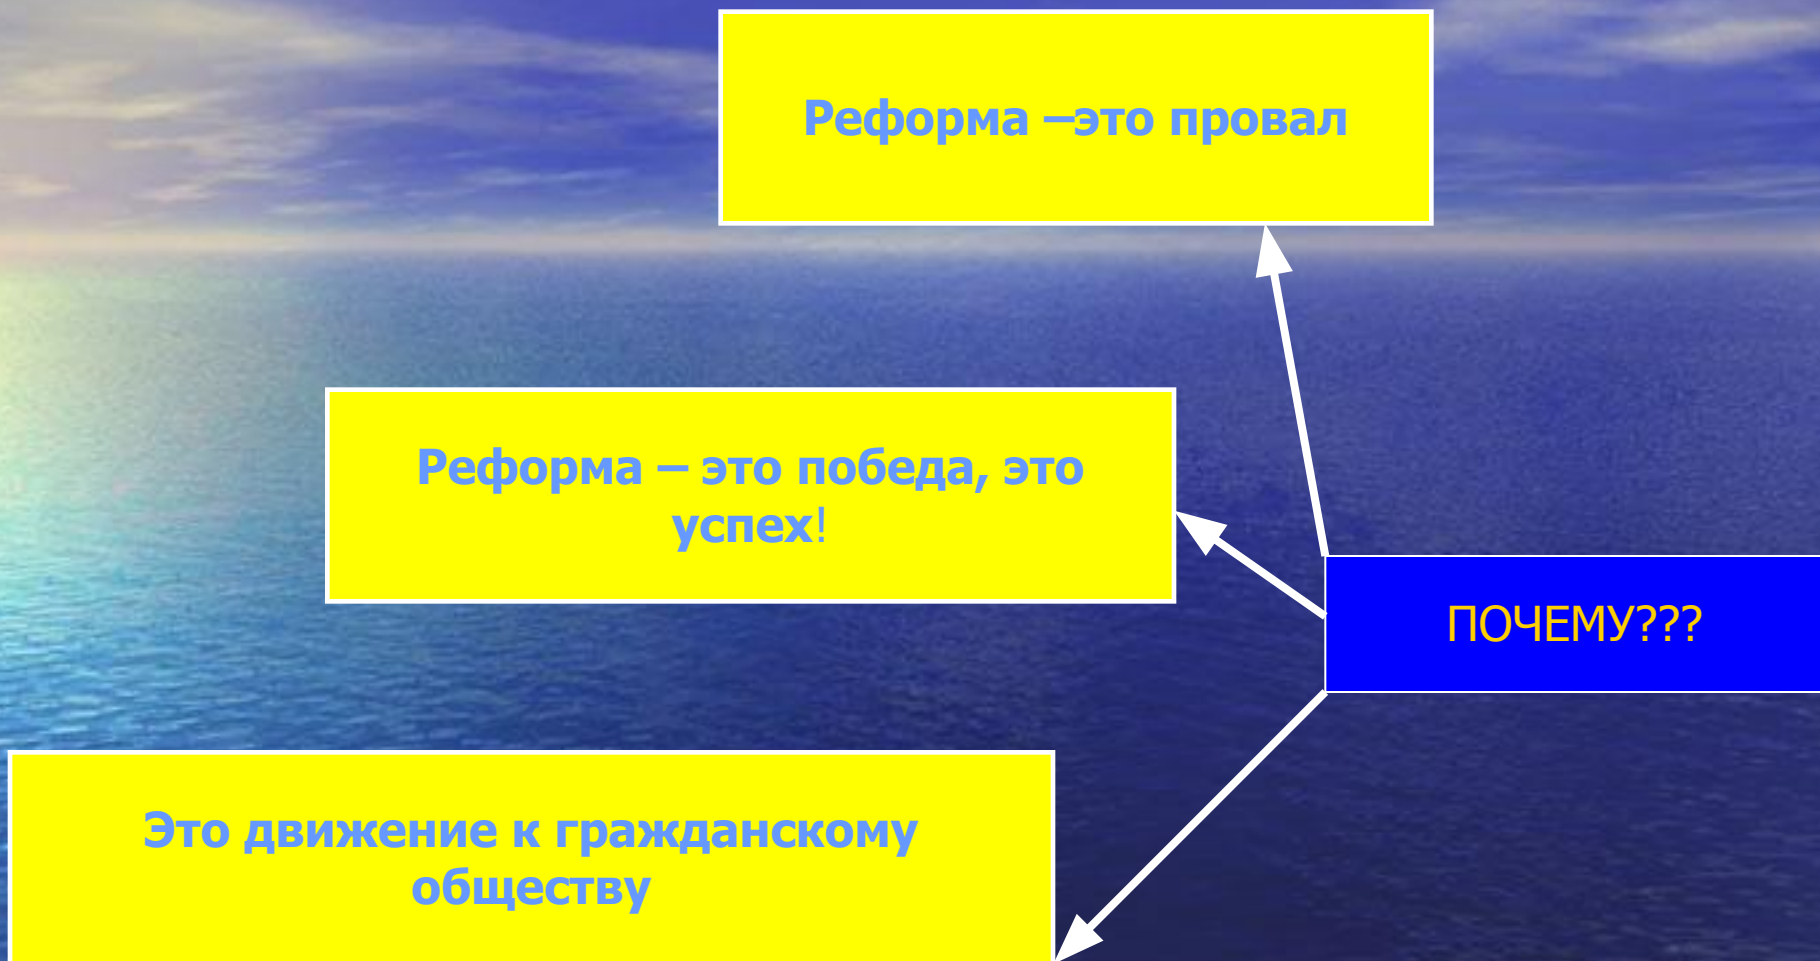 Реформа –это провал
Реформа – это победа, это
успех!
ПОЧЕМУ???
Это движение к гражданскому
обществу